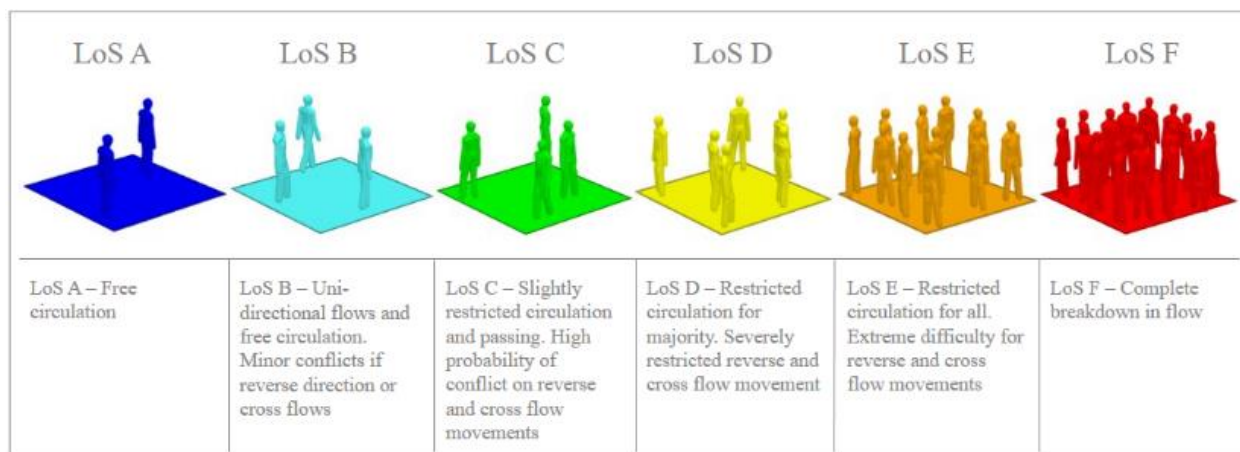 LoS A
LoS B
LoS C
LoS D
LoS E
LoS F
LoS A – Free
circulation
LoS B – Uni-
directional flows and
free circulation.
Minor conflicts if
reverse direction or
cross flows
LoS C – Slightly
restricted circulation
and passing. High
probability of
conflict on reverse
and cross flow
movements
LoS D – Restricted
circulation for
majority. Severely
restricted reverse and
cross flow movement
LoS E – Restricted
circulation for all.
Extreme difficulty for
reverse and cross
flow movements
LoS F – Complete
breakdown in flow